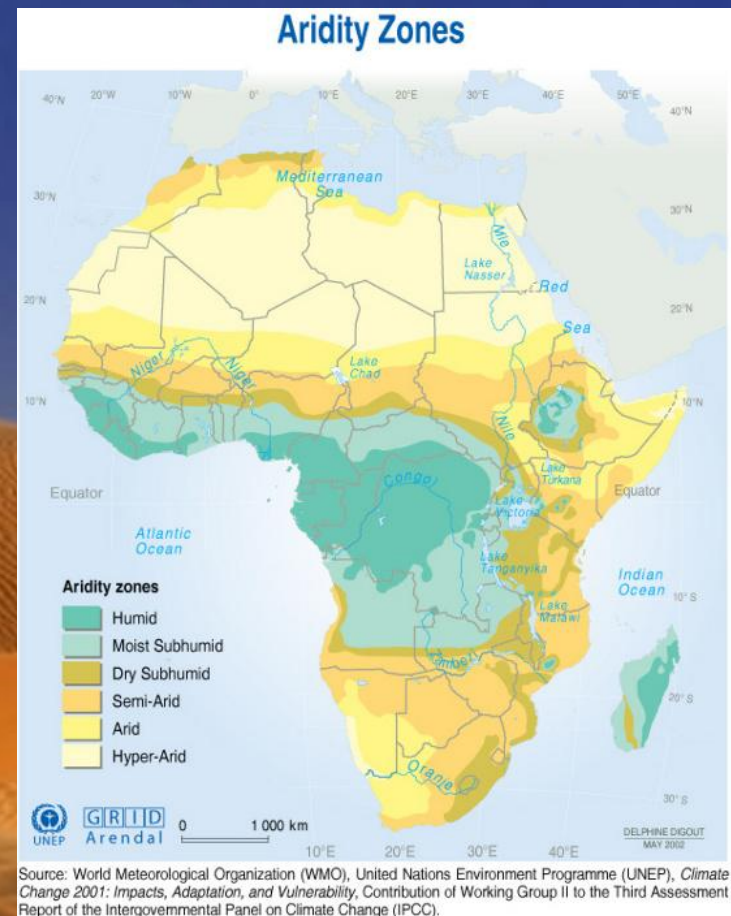 Aridity Zones
40°N 20°W 10°W 0° 10°E 20°E 30°E 40°E 50°E 40°N
Mediterranean
Sea
30°N 30°N
Nile
Lake
Nasser
Red
Sea
20°N 20°N
Niger Niger
Lake
Chad
10°N 10°N
Nile
Lake
Turkana
Congo
Equator Equator
Lake
Victoria
Atlantic
Ocean
Lake
Tanganyika
Indian
Ocean
10° S
Lake
Malawi
Zambezi
20° S
Oranje
30° S
Aridity zones
Humid
Moist Subhumid
Dry Subhumid
Semi-Arid
Arid
Hyper-Arid
UNEP
GRID
Arendal
0 1 000 km
10°E 20°E 30°E 40°E
DELPHINE DIGOUT
MAY 2002
Source: World Meteorological Organization (WMO), United Nations Environment Programme (UNEP), Climate
Change 2001: Impacts, Adaptation, and Vulnerability, Contribution of Working Group II to the Third Assessment
Report of the Intergovernmental Panel on Climate Change (IPCC).